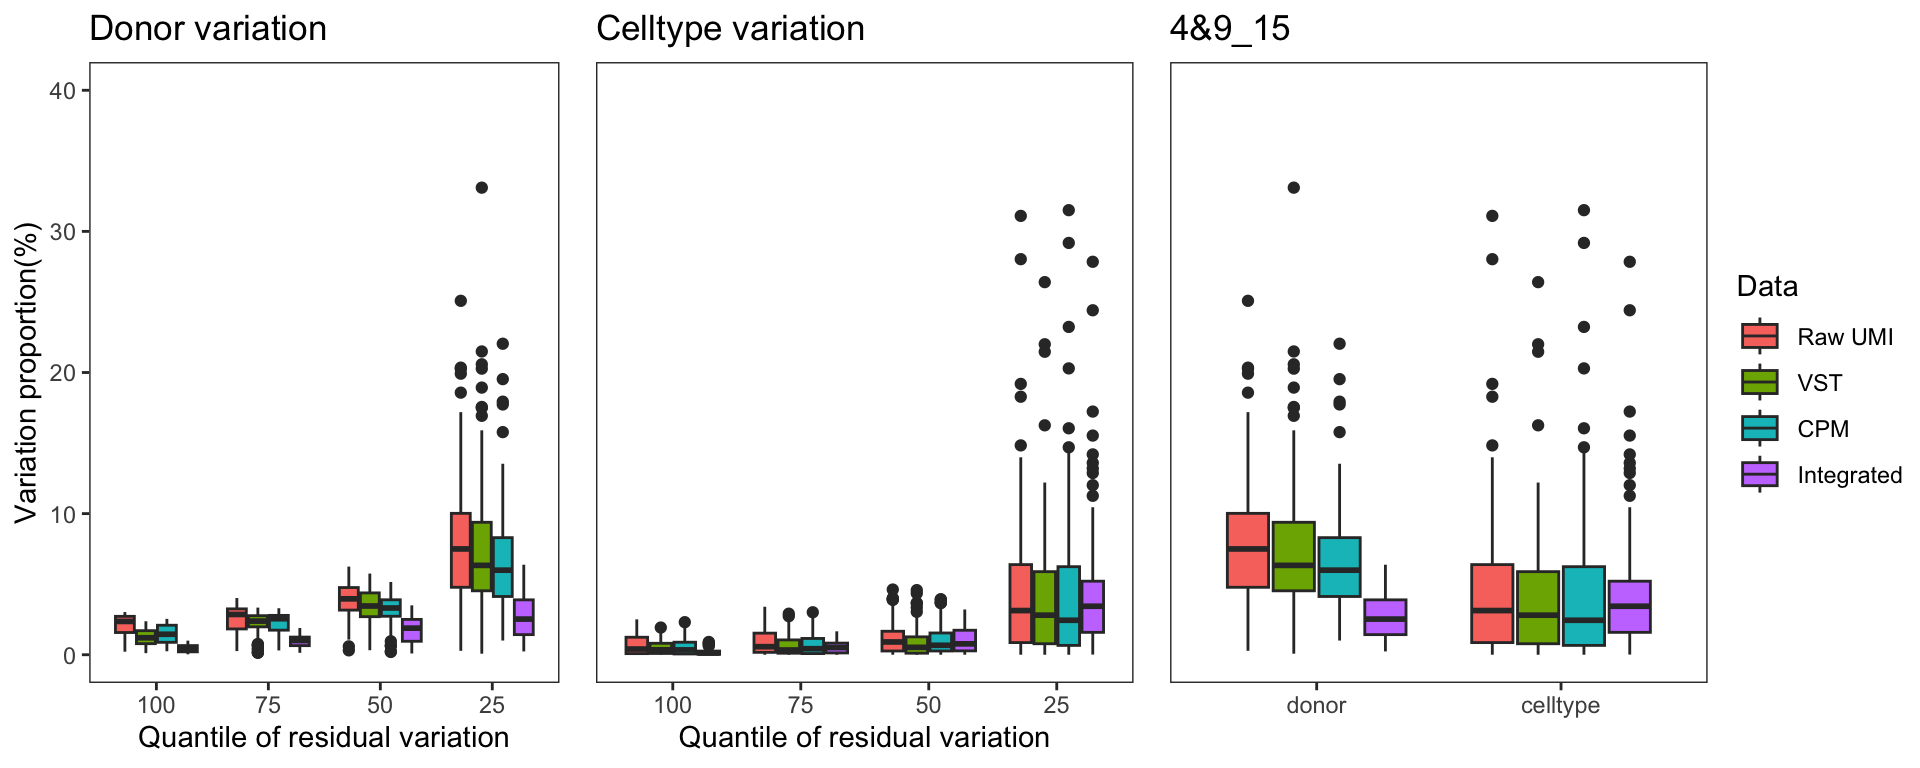 Donor variation
Celltype variation
4&9_15
Variation proportion(%)
40
30
20
10
0
100 75 50 25
Quantile of residual variation
100 75 50 25
Quantile of residual variation
donor celltype
Data
Raw UMI
VST
CPM
Integrated